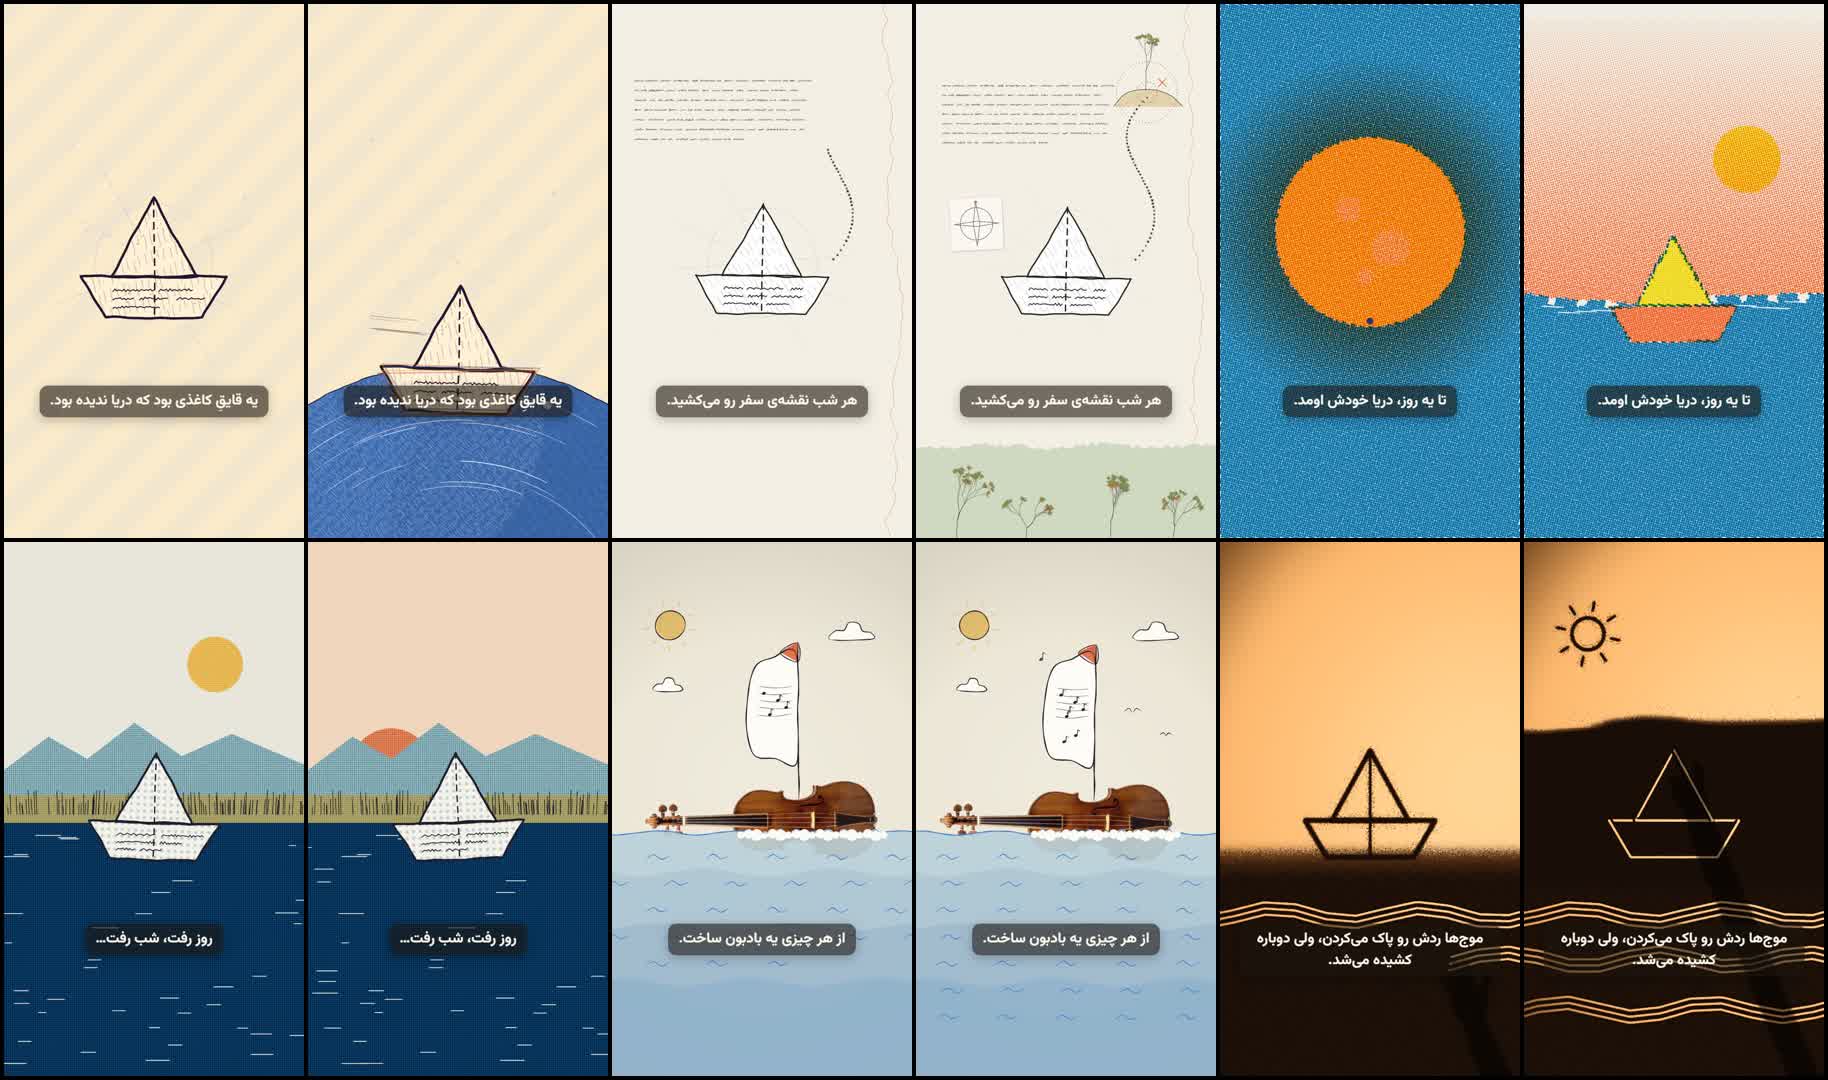 یه قایقِ کاغذی بود که دریا ندیده بود.
یه قایقِ کاغذی بود که دریا ندیده بود.
هر شب نقشه‌ی سفر رو می‌کشید.
هر شب نقشه‌ی سفر رو می‌کشید.
تا یه روز، دریا خودش اومد.
تا یه روز، دریا خودش اومد.
روز رفت، شب رفت...
روز رفت، شب رفت...
از هر چیزی یه بادبون ساخت.
از هر چیزی یه بادبون ساخت.
موج‌ها ردش رو پاک می‌کردن، ولی دوباره
کشیده می‌شد.
موج‌ها ردش رو پاک می‌کردن، ولی دوباره
کشیده می‌شد.